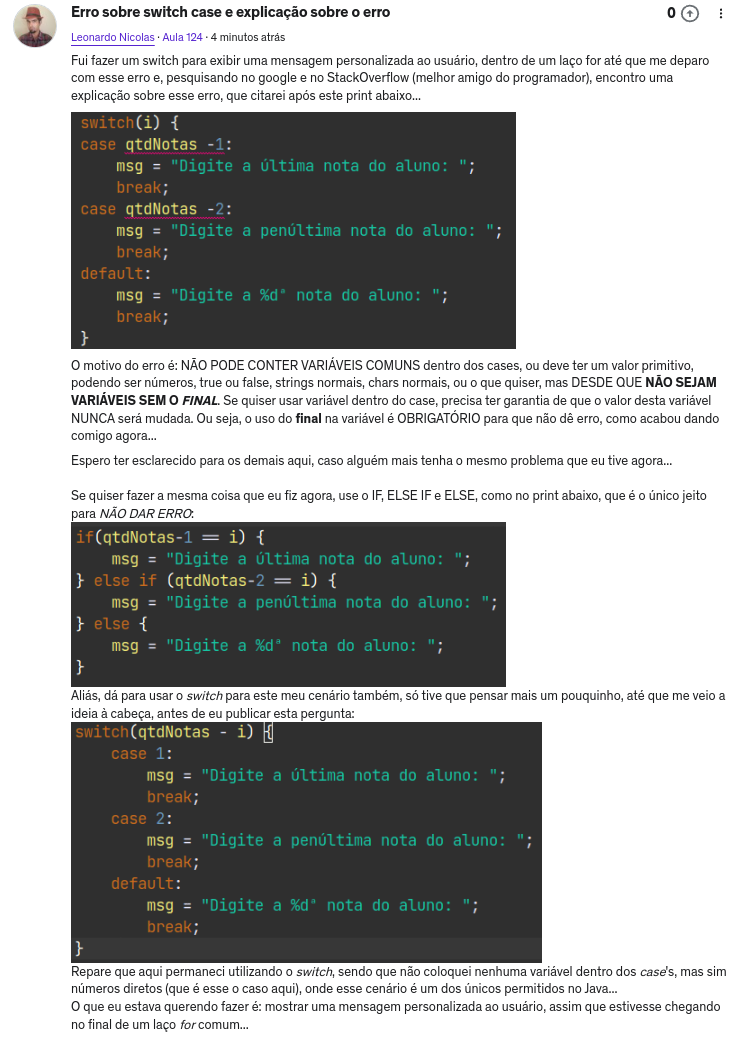 Erro sobre switch case e explicação sobre o erro
0
Leonardo Nicolas · Aula 124 · 4 minutos atrás
Fui fazer um switch para exibir uma mensagem personalizada ao usuário, dentro de um laço for até que me deparo
com esse erro e, pesquisando no google e no StackOverflow (melhor amigo do programador), encontro uma
explicação sobre esse erro, que citarei após este print abaixo...
switch(i) {
case qtdNotas -1:
msg = "Digite a última nota do aluno: ";
break;
case qtdNotas -2:
msg = "Digite a penúltima nota do aluno: ";
break;
default:
msg = "Digite a %dª nota do aluno: ";
break;
}
O motivo do erro é: NÃO PODE CONTER VARIÁVEIS COMUNS dentro dos cases, ou deve ter um valor primitivo,
podendo ser números, true ou false, strings normais, chars normais, ou o que quiser, mas DESDE QUE NÃO SEJAM
VARIÁVEIS SEM O FINAL. Se quiser usar variável dentro do case, precisa ter garantia de que o valor desta variável
NUNCA será mudada. Ou seja, o uso do final na variável é OBRIGATÓRIO para que não dê erro, como acabou dando
comigo agora...
Espero ter esclarecido para os demais aqui, caso alguém mais tenha o mesmo problema que eu tive agora...
Se quiser fazer a mesma coisa que eu fiz agora, use o IF, ELSE IF e ELSE, como no print abaixo, que é o único jeito
para NÃO DAR ERRO:
if(qtdNotas-1 == i) {
msg = "Digite a última nota do aluno: ";
} else if (qtdNotas-2 == i) {
msg = "Digite a penúltima nota do aluno: ";
} else {
msg = "Digite a %dª nota do aluno: ";
}
Aliás, dá para usar o switch para este meu cenário também, só tive que pensar mais um pouquinho, até que me veio a
ideia à cabeça, antes de eu publicar esta pergunta:
switch(qtdNotas - i) {
case 1:
msg = "Digite a última nota do aluno: ";
break;
case 2:
msg = "Digite a penúltima nota do aluno: ";
break;
default:
msg = "Digite a %dª nota do aluno: ";
break;
}
Repare que aqui permaneci utilizando o switch, sendo que não coloquei nenhuma variável dentro dos case's, mas sim
números diretos (que é esse o caso aqui), onde esse cenário é um dos únicos permitidos no Java...
O que eu estava querendo fazer é: mostrar uma mensagem personalizada ao usuário, assim que estivesse chegando
no final de um laço for comum...